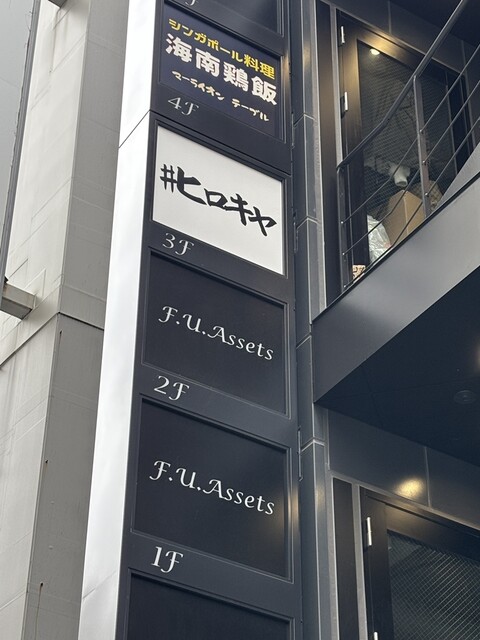 シンガポール料理
海南鶏飯
マーライオン テーブル
4F
#ヒロキヤ
3F
F.U.Assets
2F
F.U.Assets
1F